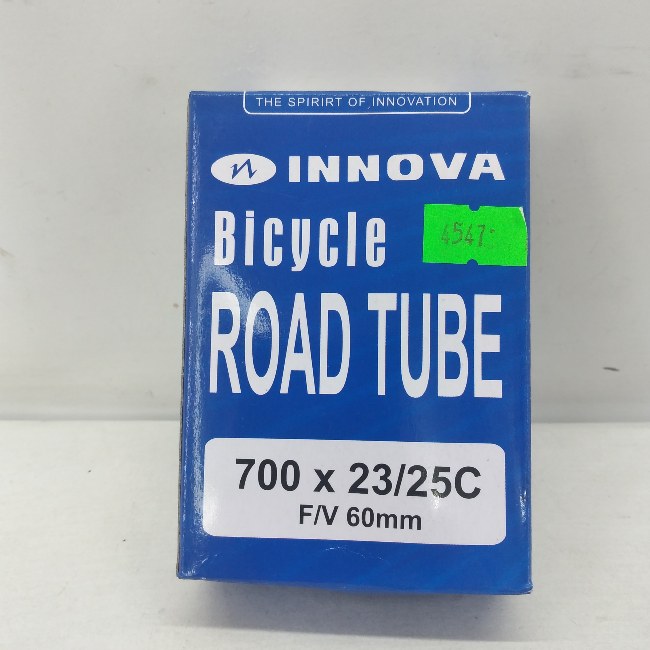 THE SPIRIRT OF INNOVATION
INNOVA
Bicycle
4547
ROAD TUBE
700 x 23/25C
F/V 60mm